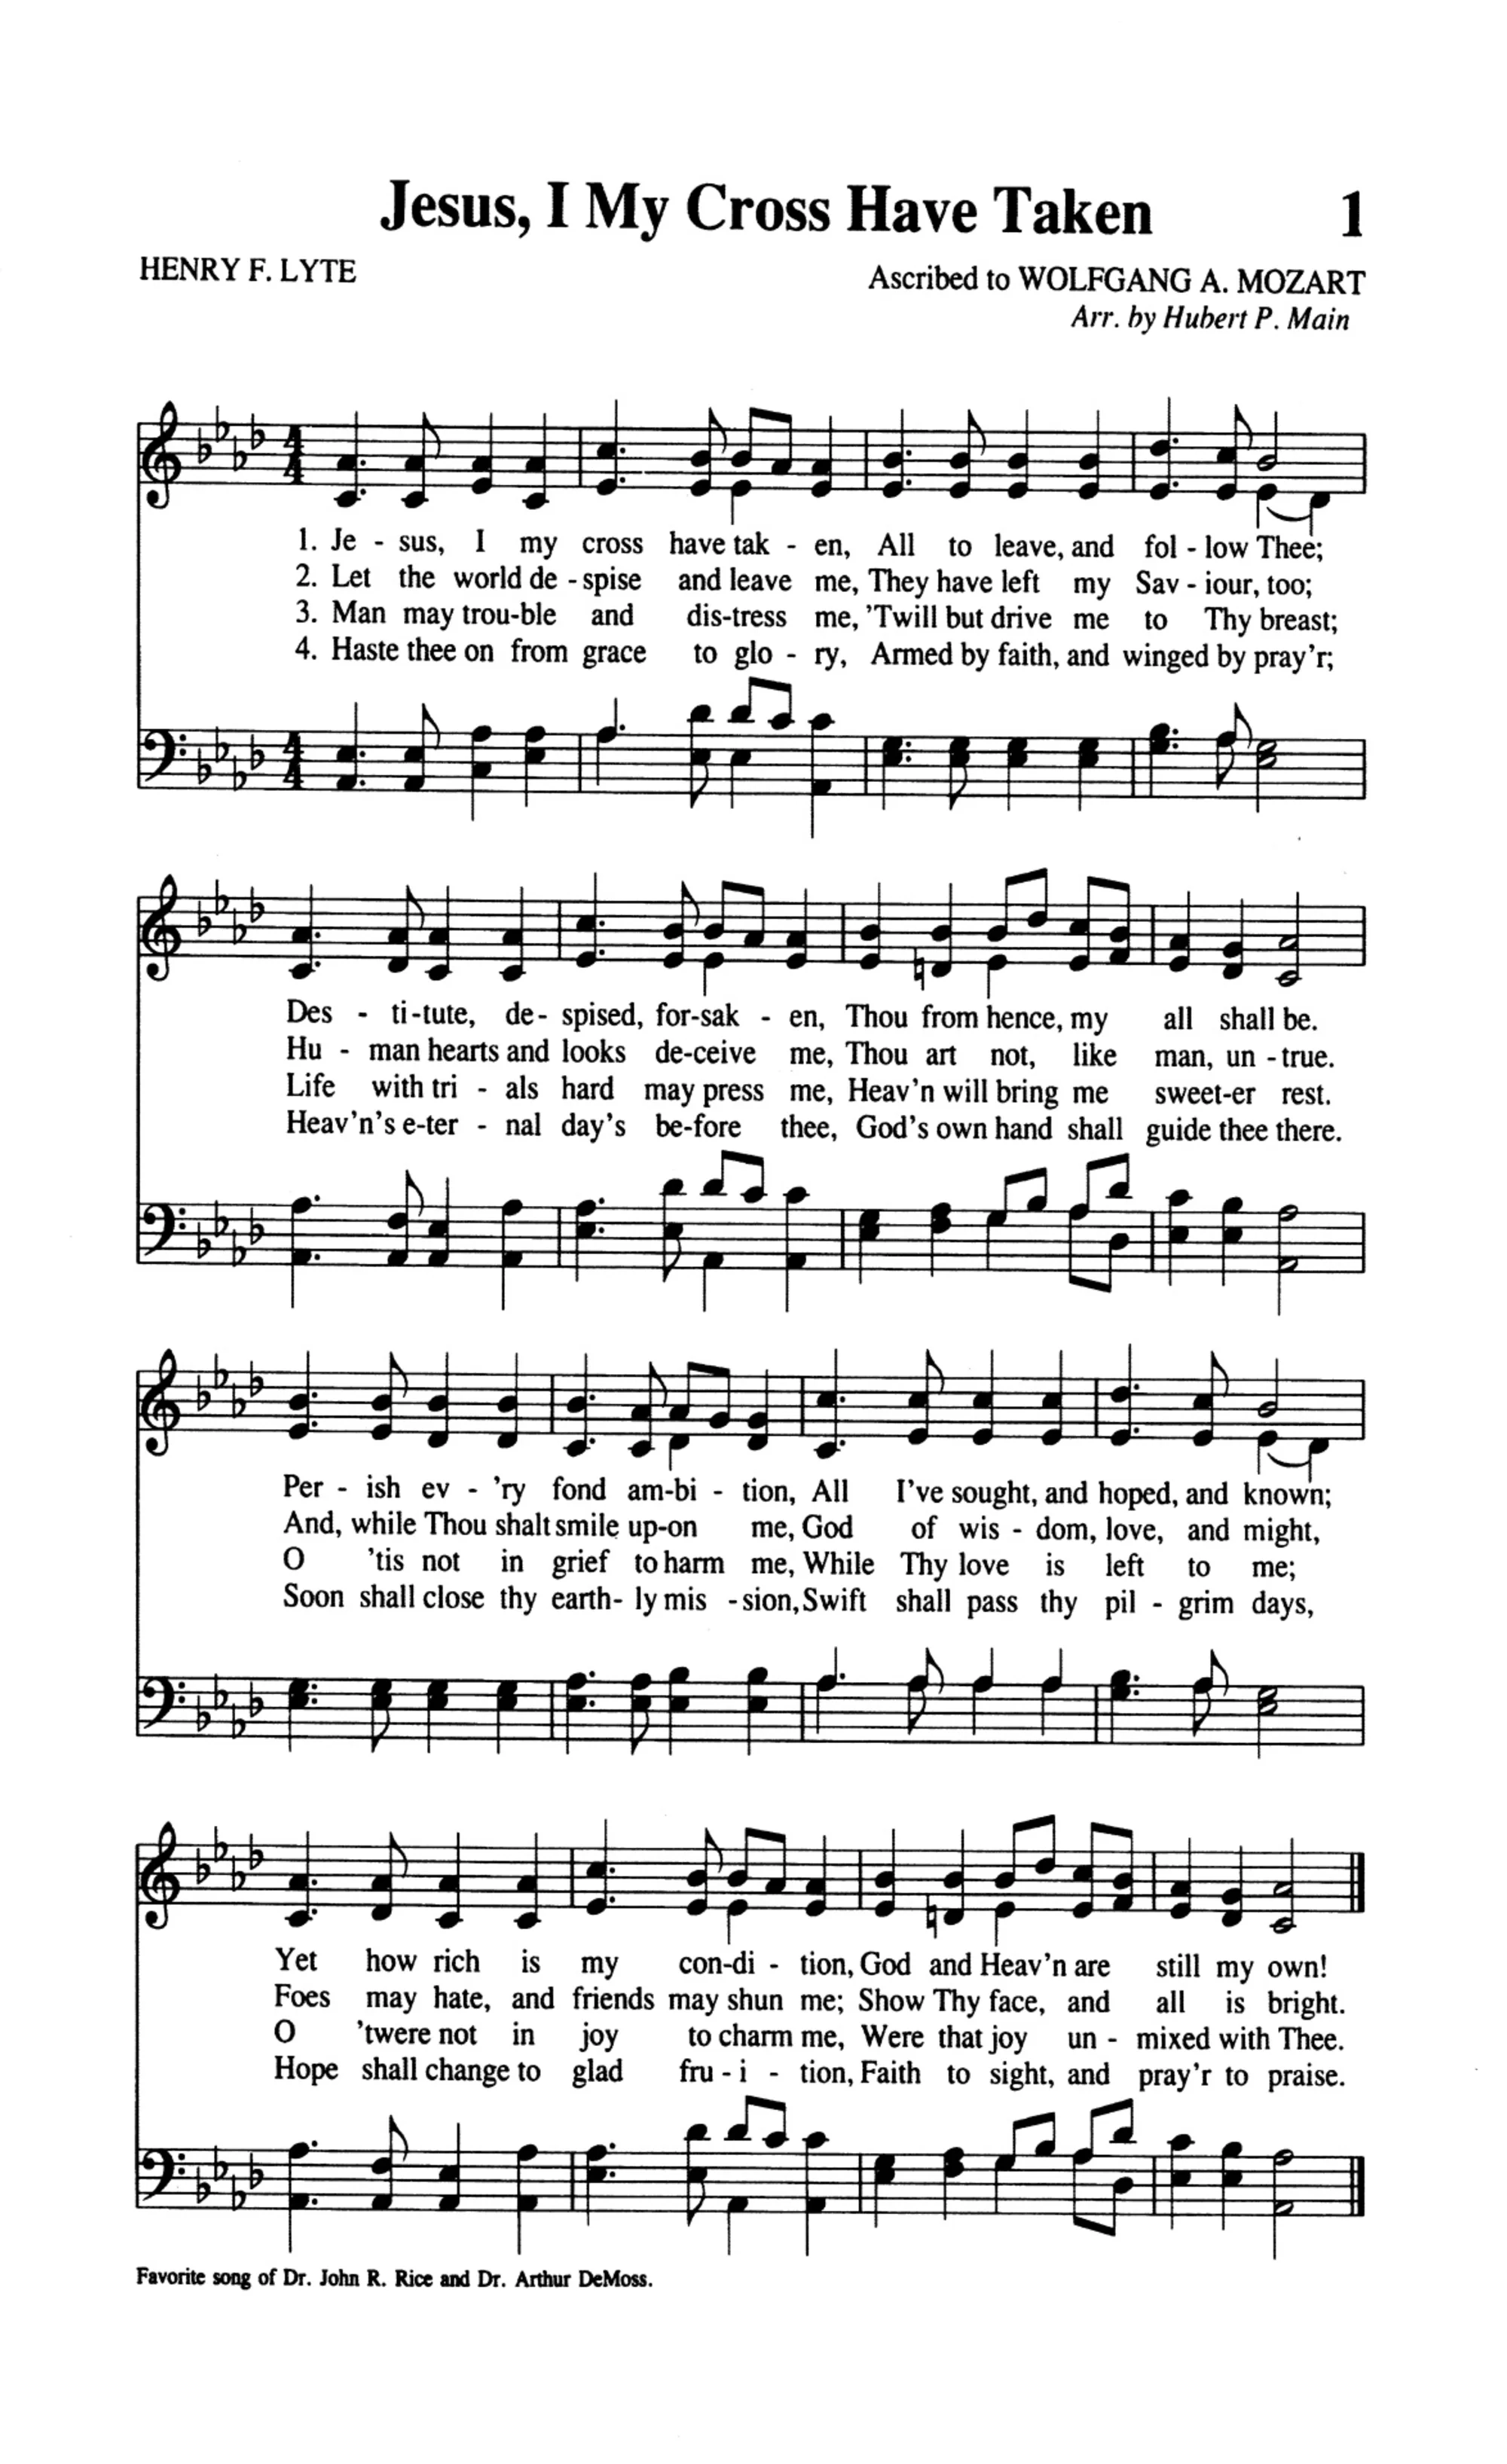 Jesus, I My Cross Have Taken 1
HENRY F. LYTE
Ascribed to WOLFGANG A. MOZART
Arr. by Hubert P. Main
1. Je - sus, I my cross have tak - en, All to leave, and fol - low Thee;
2. Let the world de - spise and leave me, They have left my Sav - iour, too;
3. Man may trou-ble and dis-tress me, 'Twill but drive me to Thy breast;
4. Haste thee on from grace to glo - ry, Armed by faith, and winged by pray'r;
Des - ti-tute, de- spised, for-sak - en, Thou from hence, my all shall be.
Hu - man hearts and looks de-ceive me, Thou art not, like man, un - true.
Life with tri - als hard may press me, Heav'n will bring me sweet-er rest.
Heav'n's e-ter - nal day's be-fore thee, God's own hand shall guide thee there.
Per - ish ev - 'ry fond am-bi - tion, All I've sought, and hoped, and known;
And, while Thou shalt smile up-on me, God of wis - dom, love, and might,
O 'tis not in grief to harm me, While Thy love is left to me;
Soon shall close thy earth- ly mis - sion, Swift shall pass thy pil - grim days,
Yet how rich is my con-di - tion, God and Heav'n are still my own!
Foes may hate, and friends may shun me; Show Thy face, and all is bright.
O 'twere not in joy to charm me, Were that joy un - mixed with Thee.
Hope shall change to glad fru - i - tion, Faith to sight, and pray'r to praise.
Favorite song of Dr. John R. Rice and Dr. Arthur DeMoss.